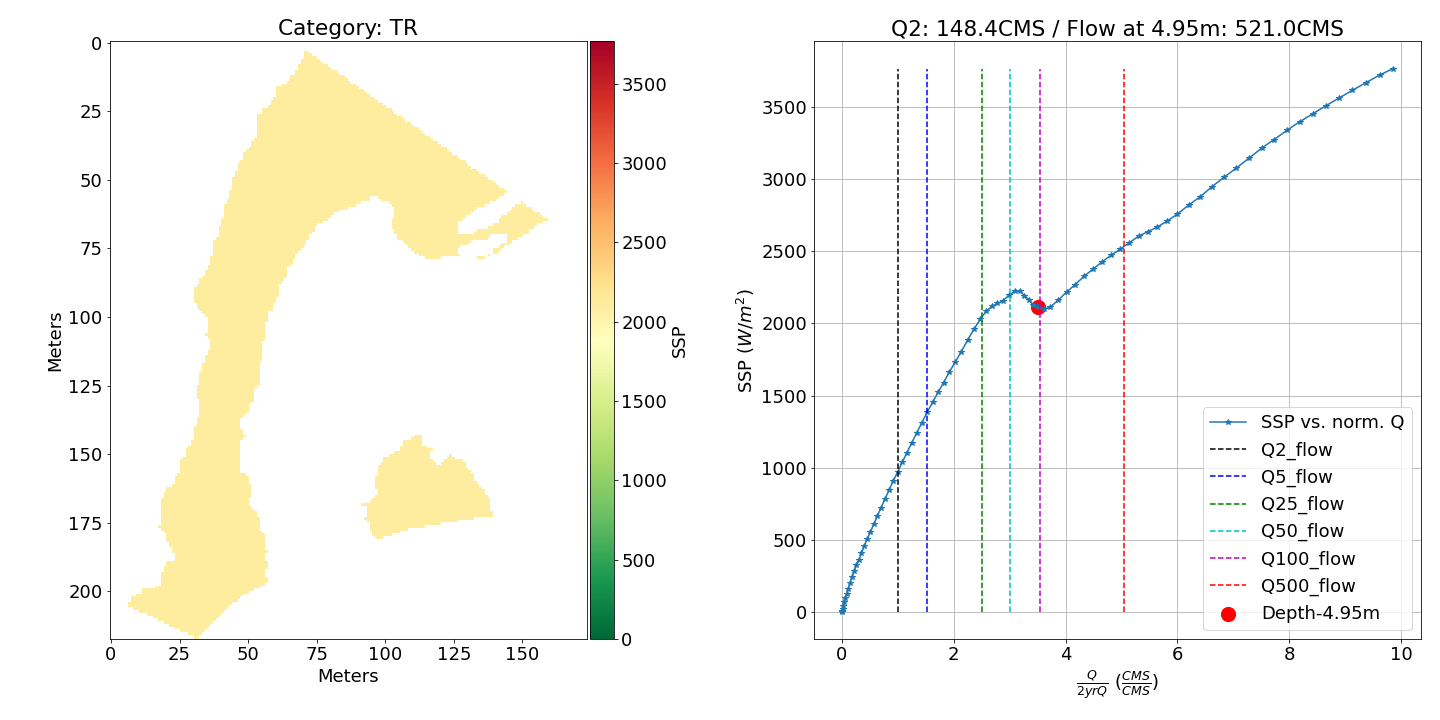 Category: TR
0
25
50
75
100
125
150
175
200
Meters
0
25
50
75
100
125
150
Meters
3500
3000
2500
2000
1500
1000
500
0
SSP
Q2: 148.4CMS / Flow at 4.95m: 521.0CMS
3500
3000
2500
2000
1500
1000
500
0
SSP (W/m²)
0
2
4
6
8
10
Q/2yrQ (CMS/CMS)
SSP vs. norm. Q
Q2_flow
Q5_flow
Q25_flow
Q50_flow
Q100_flow
Q500_flow
Depth-4.95m